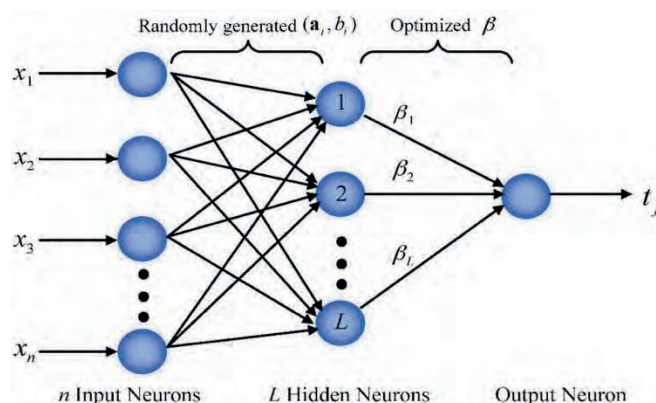 Randomly generated (a_i, b_i) Optimized β
x_1
x_2
x_3
x_n
1
2
L
β_1
β_2
β_L
t_j
n Input Neurons L Hidden Neurons Output Neuron